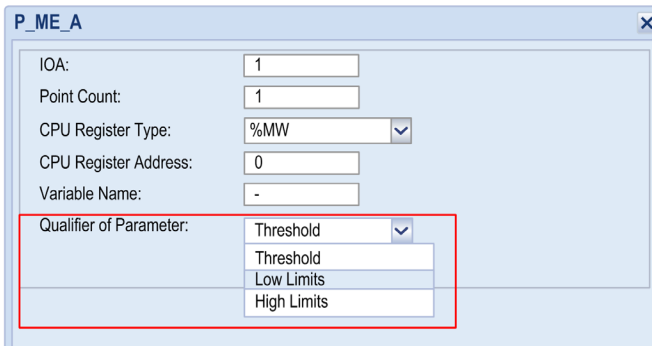 P_ME_A
IOA: 1
Point Count: 1
CPU Register Type: %MW
CPU Register Address: 0
Variable Name: -
Qualifier of Parameter: Threshold
Threshold
Low Limits
High Limits